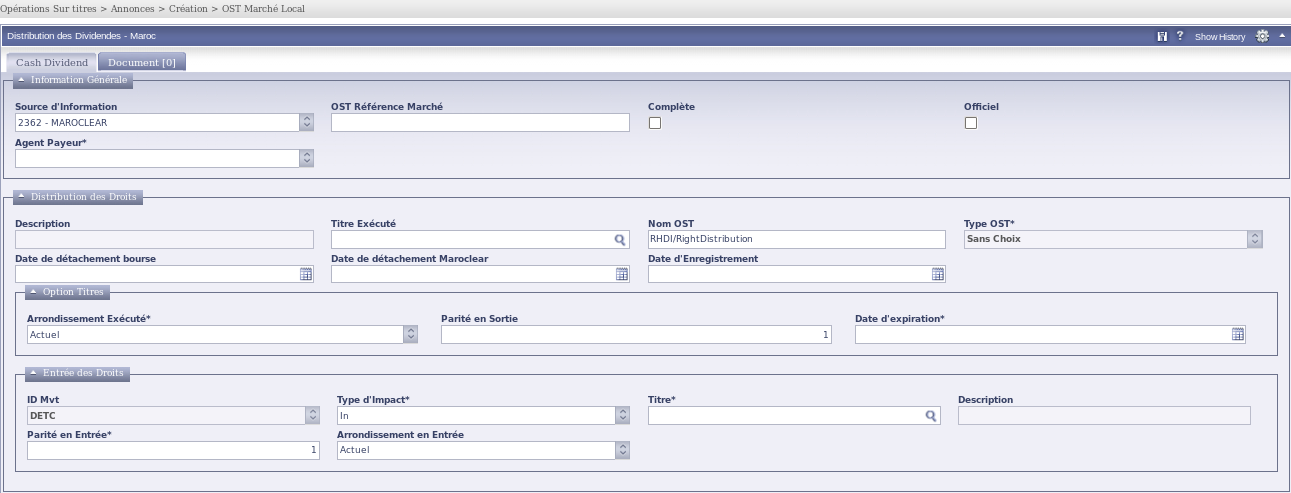 Opérations Sur titres > Annonces > Création > OST Marché Local
Distribution des Dividendes - Maroc ? Show History
Cash Dividend Document [0]
Information Générale
Source d'Information OST Référence Marché Complète Officiel
2362 - MAROCLEAR
Agent Payeur*
Distribution des Droits
Description Titre Exécuté Nom OST Type OST*
RHDI/RightDistribution Sans Choix
Date de détachement bourse Date de détachement Maroclear Date d'Enregistrement
Option Titres
Arrondissement Exécuté* Parité en Sortie Date d'expiration*
Actuel 1
Entrée des Droits
ID Mvt Type d'Impact* Titre* Description
DETC In
Parité en Entrée* Arrondissement en Entrée
1 Actuel